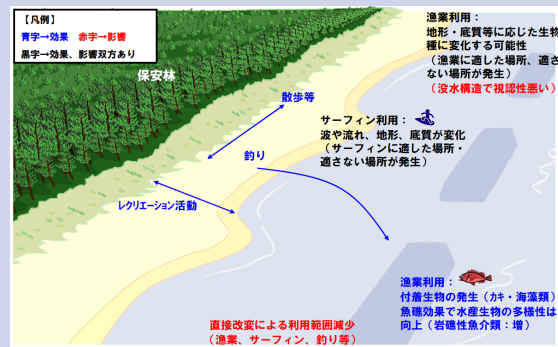 【凡例】
青字→効果　赤字→影響
黒字→効果、影響双方あり
保安林
散歩等
釣り
レクリエーション活動
漁業利用：
地形・底質等に応じた生物
種に変化する可能性
（漁業に適した場所、適さ
ない場所が発生）
（没水構造で視認性悪い）
サーフィン利用：
波や流れ、地形、底質が変化
（サーフィンに適した場所・
適さない場所が発生）
漁業利用：
付着生物の発生（カキ・海藻類）
魚礁効果で水産生物の多様性は
向上（岩礁性魚介類：増）
直接改変による利用範囲減少
（漁業、サーフィン、釣り等）